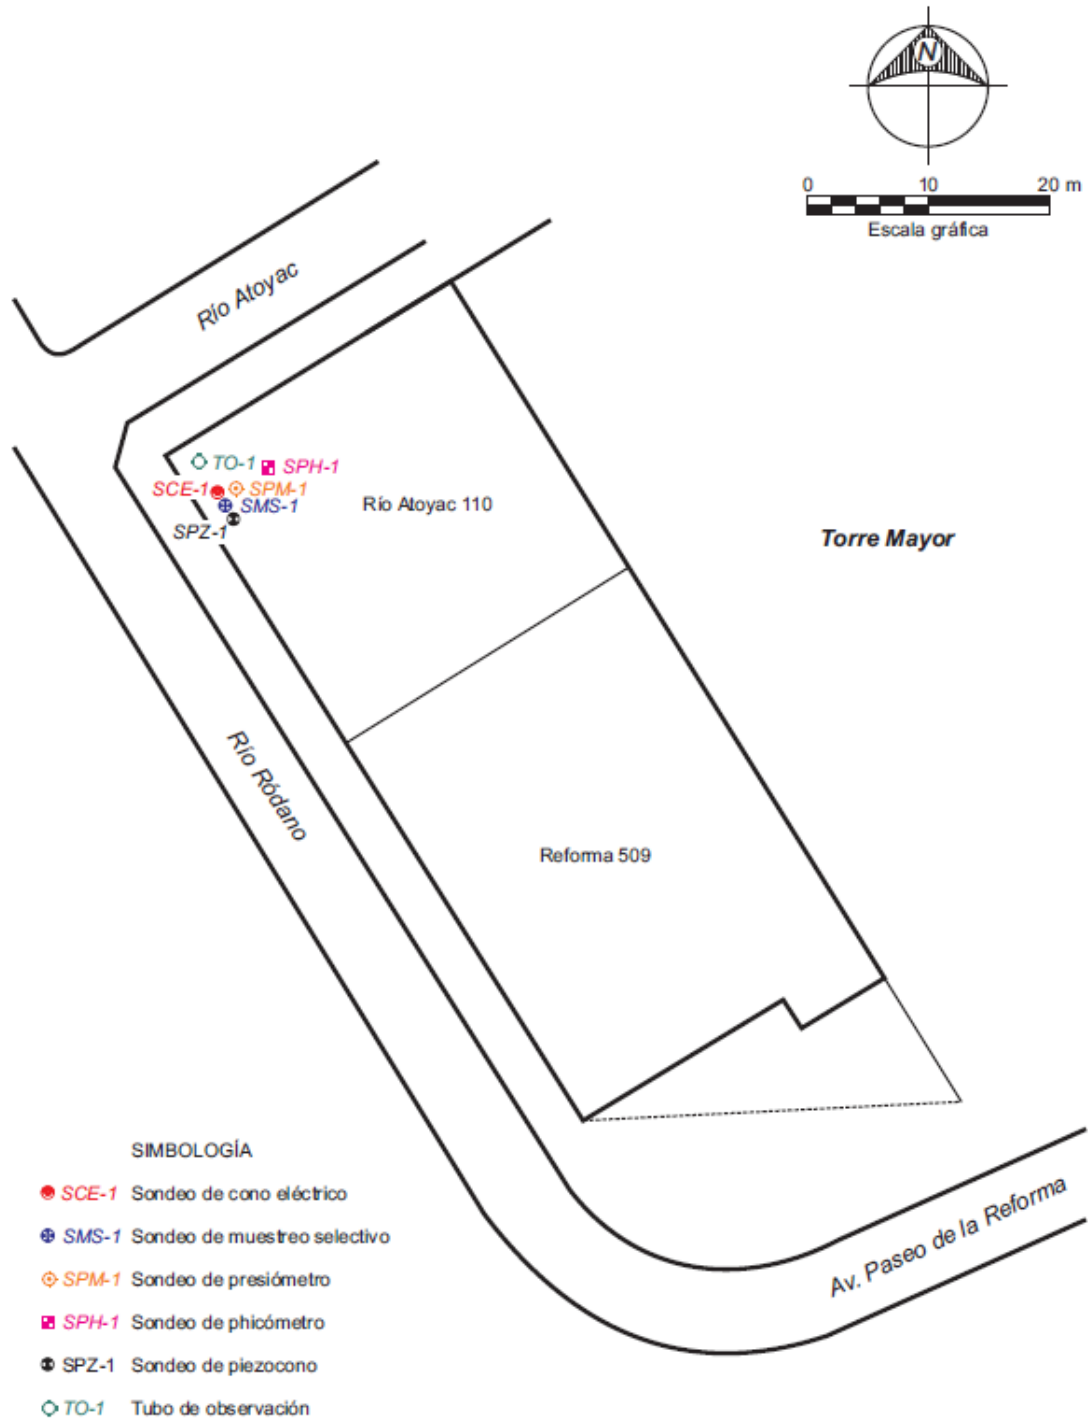 N
0 10 20 m
Escala gráfica
Río Atoyac
TO-1
SPH-1
SCE-1
SPM-1
SMS-1
SPZ-1
Río Atoyac 110
Torre Mayor
Río Ródano
Reforma 509
Av. Paseo de la Reforma
SIMBOLOGÍA
SCE-1 Sondeo de cono eléctrico
SMS-1 Sondeo de muestreo selectivo
SPM-1 Sondeo de presiómetro
SPH-1 Sondeo de phicómetro
SPZ-1 Sondeo de piezocono
TO-1 Tubo de observación